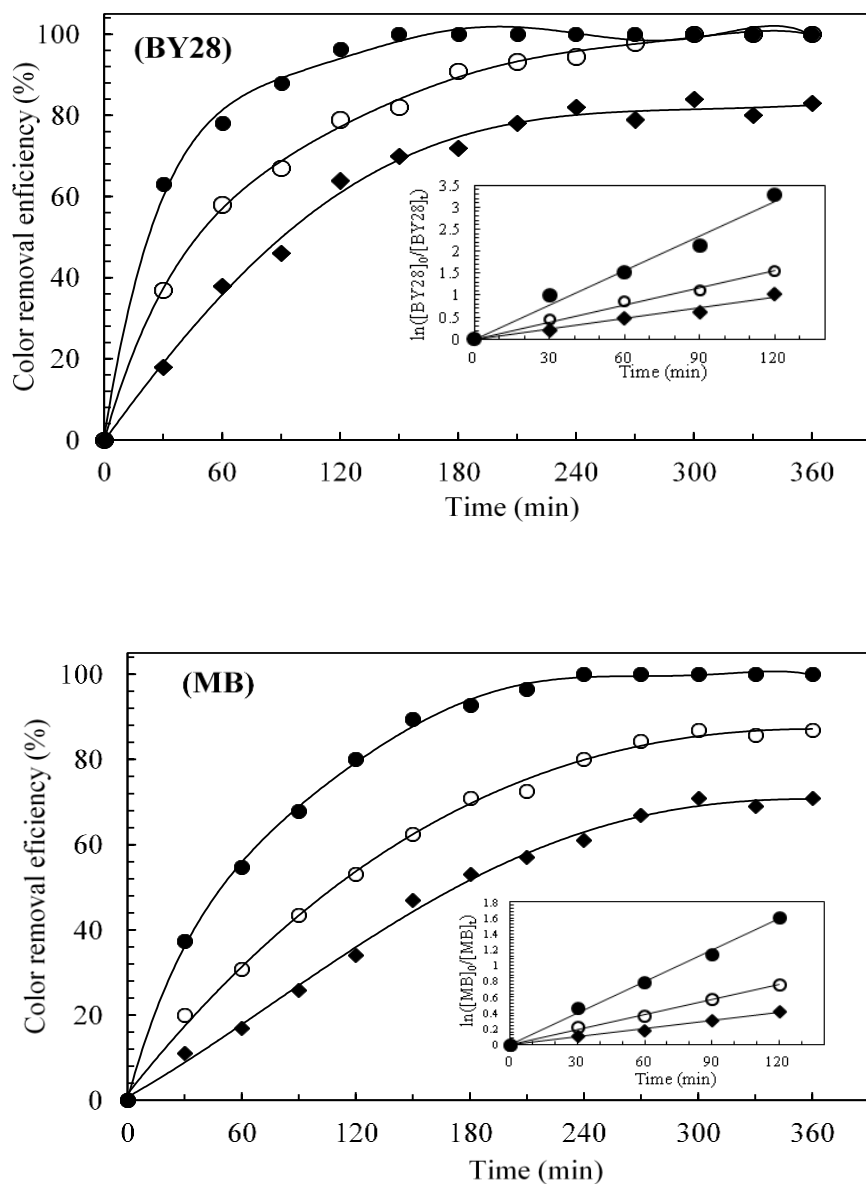 (BY28)
Color removal enficiency (%)
100
80
60
40
20
0
0 60 120 180 240 300 360
Time (min)
ln([BY28]0/[BY28]t)
3.5
3
2.5
2
1.5
1
0.5
0
0 30 60 90 120
Time (min)
(MB)
Color removal eficiency (%)
100
80
60
40
20
0
0 60 120 180 240 300 360
Time (min)
ln([MB]0/[MB]t)
1.8
1.6
1.4
1.2
1
0.8
0.6
0.4
0.2
0
0 30 60 90 120
Time (min)